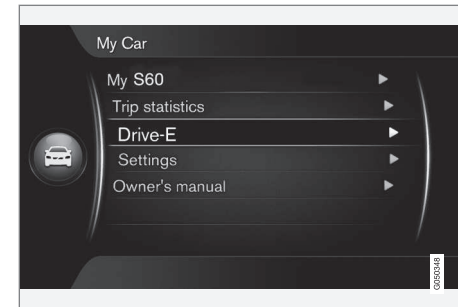 My Car
My S60
Trip statistics
Drive-E
Settings
Owner's manual
G050348